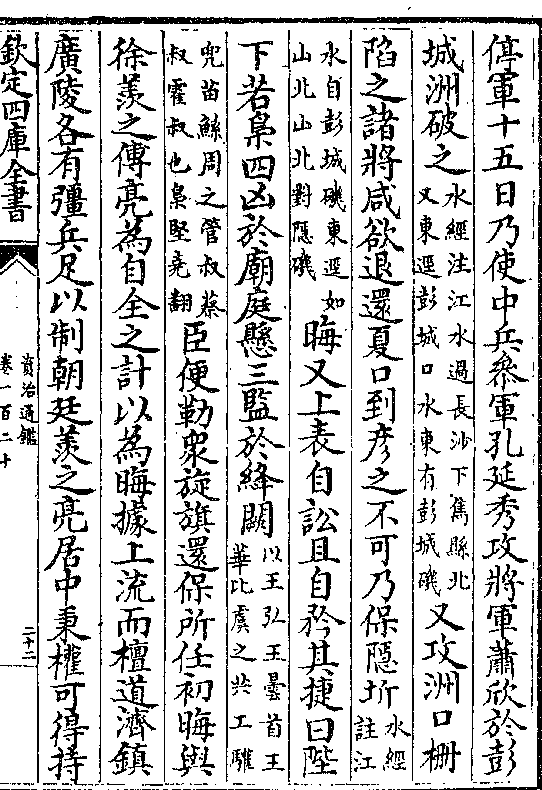 停軍十五日乃使中兵叅軍孔延秀攻將軍蕭欣於彭
城洲破之水經注江水過長沙下雋縣北又東逕彭城口水東有彭城磯又攻洲口柵
陷之諸將咸欲退還夏口到彦之不可乃保隱圻水經註江
水自彭城磯東逕如山北山北對隱磯晦又上表自訟且自矜其捷曰陛
下若梟四凶於廟庭懸三監於絳闕以王弘王曇首王華比虞之共工驩
兜苗鯀周之管叔蔡叔霍叔也梟堅堯翻臣便勒衆旋旗還保所任初晦與
徐羨之傅亮為自全之計以為晦據上流而檀道濟鎮
廣陵各有彊兵足以制朝廷羨之亮居中秉權可得持
欽定四庫全書
資治通鑑
卷一百二十
二十二